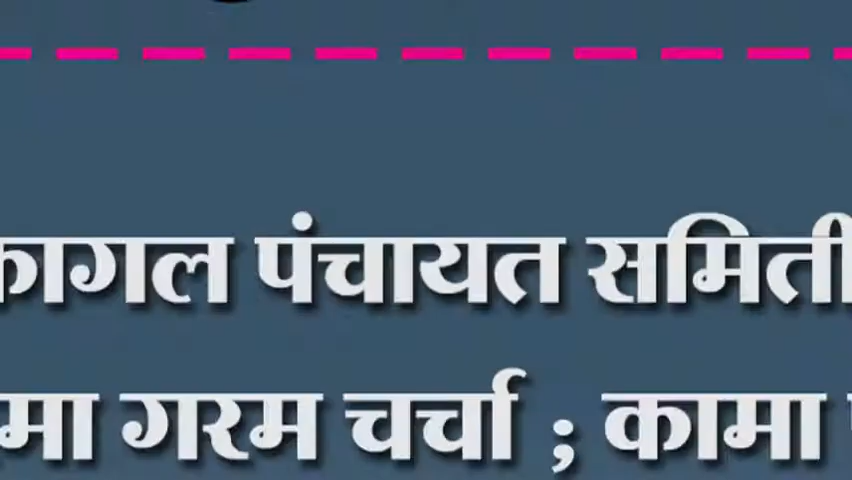 कागल पंचायत समिती
गरम चर्चा ; कामा